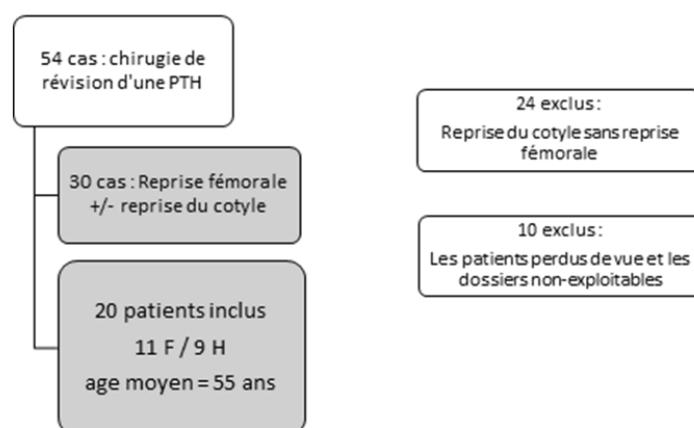 54 cas : chirugie de
révision d'une PTH
24 exclus :
Reprise du cotyle sans reprise
fémorale
30 cas : Reprise fémorale
+/- reprise du cotyle
10 exclus :
Les patients perdus de vue et les
dossiers non-exploitables
20 patients inclus
11 F / 9 H
age moyen = 55 ans